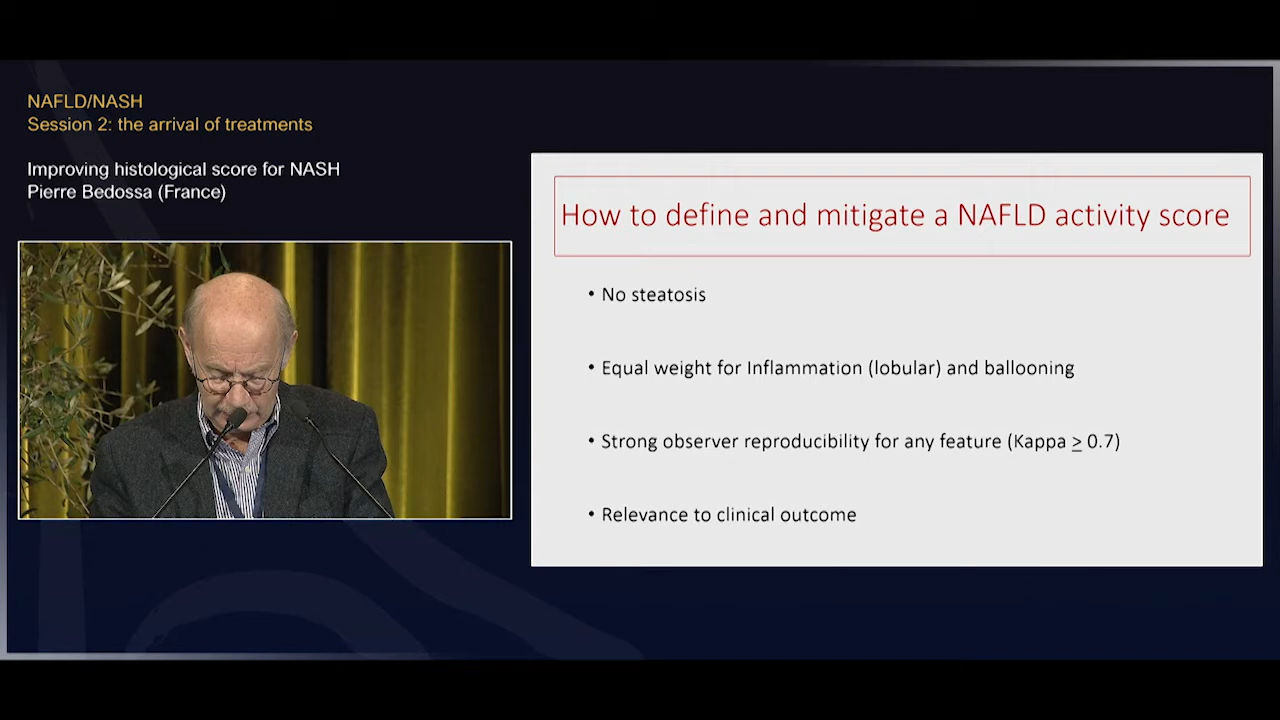 NAFLD/NASH
Session 2: the arrival of treatments
Improving histological score for NASH
Pierre Bedossa (France)
How to define and mitigate a NAFLD activity score
• No steatosis
• Equal weight for Inflammation (lobular) and ballooning
• Strong observer reproducibility for any feature (Kappa ≥ 0.7)
• Relevance to clinical outcome